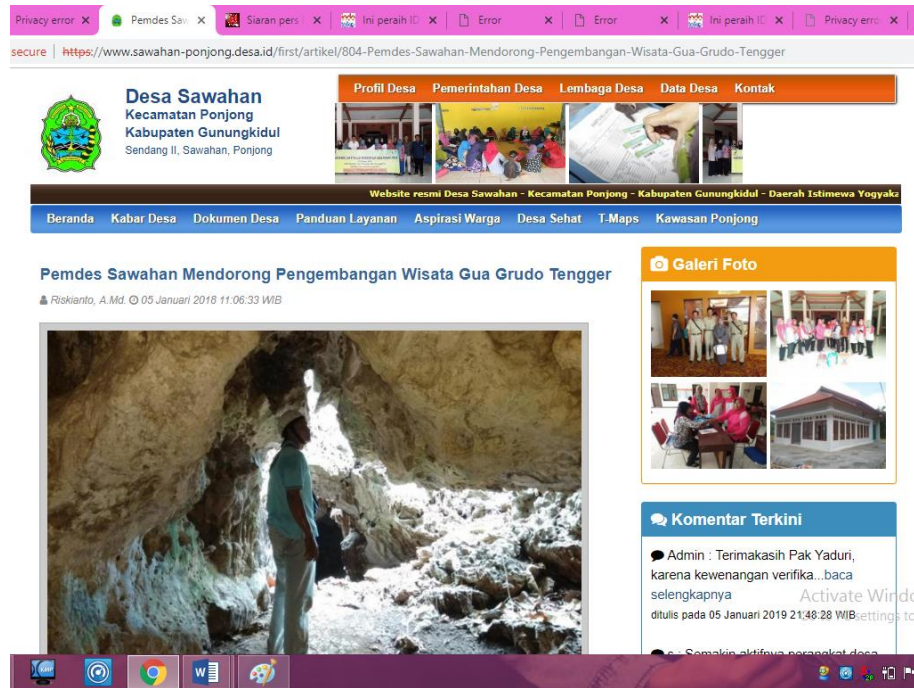 Privacy error
Pemdes Saw
Siaran pers
Ini peraih ID
Error
Error
Ini peraih ID
Privacy erro
secure | https://www.sawahan-ponjong.desa.id/first/artikel/804-Pemdes-Sawahan-Mendorong-Pengembangan-Wisata-Gua-Grudo-Tengger
Desa Sawahan
Kecamatan Ponjong
Kabupaten Gunungkidul
Sendang II, Sawahan, Ponjong
Profil Desa Pemerintahan Desa Lembaga Desa Data Desa Kontak
Website resmi Desa Sawahan - Kecamatan Ponjong - Kabupaten Gunungkidul - Daerah Istimewa Yogyaka
Beranda Kabar Desa Dokumen Desa Panduan Layanan Aspirasi Warga Desa Sehat T-Maps Kawasan Ponjong
Pemdes Sawahan Mendorong Pengembangan Wisata Gua Grudo Tengger
Riskianto, A.Md. 05 Januari 2018 11:06:33 WIB
Galeri Foto
Komentar Terkini
Admin : Terimakasih Pak Yaduri,
karena kewenangan verifika...baca
selengkapnya
ditulis pada 05 Januari 2019 21:48:28 WIB
Activate Windo
settings to
s : Semakin aktifnya perangkat desa